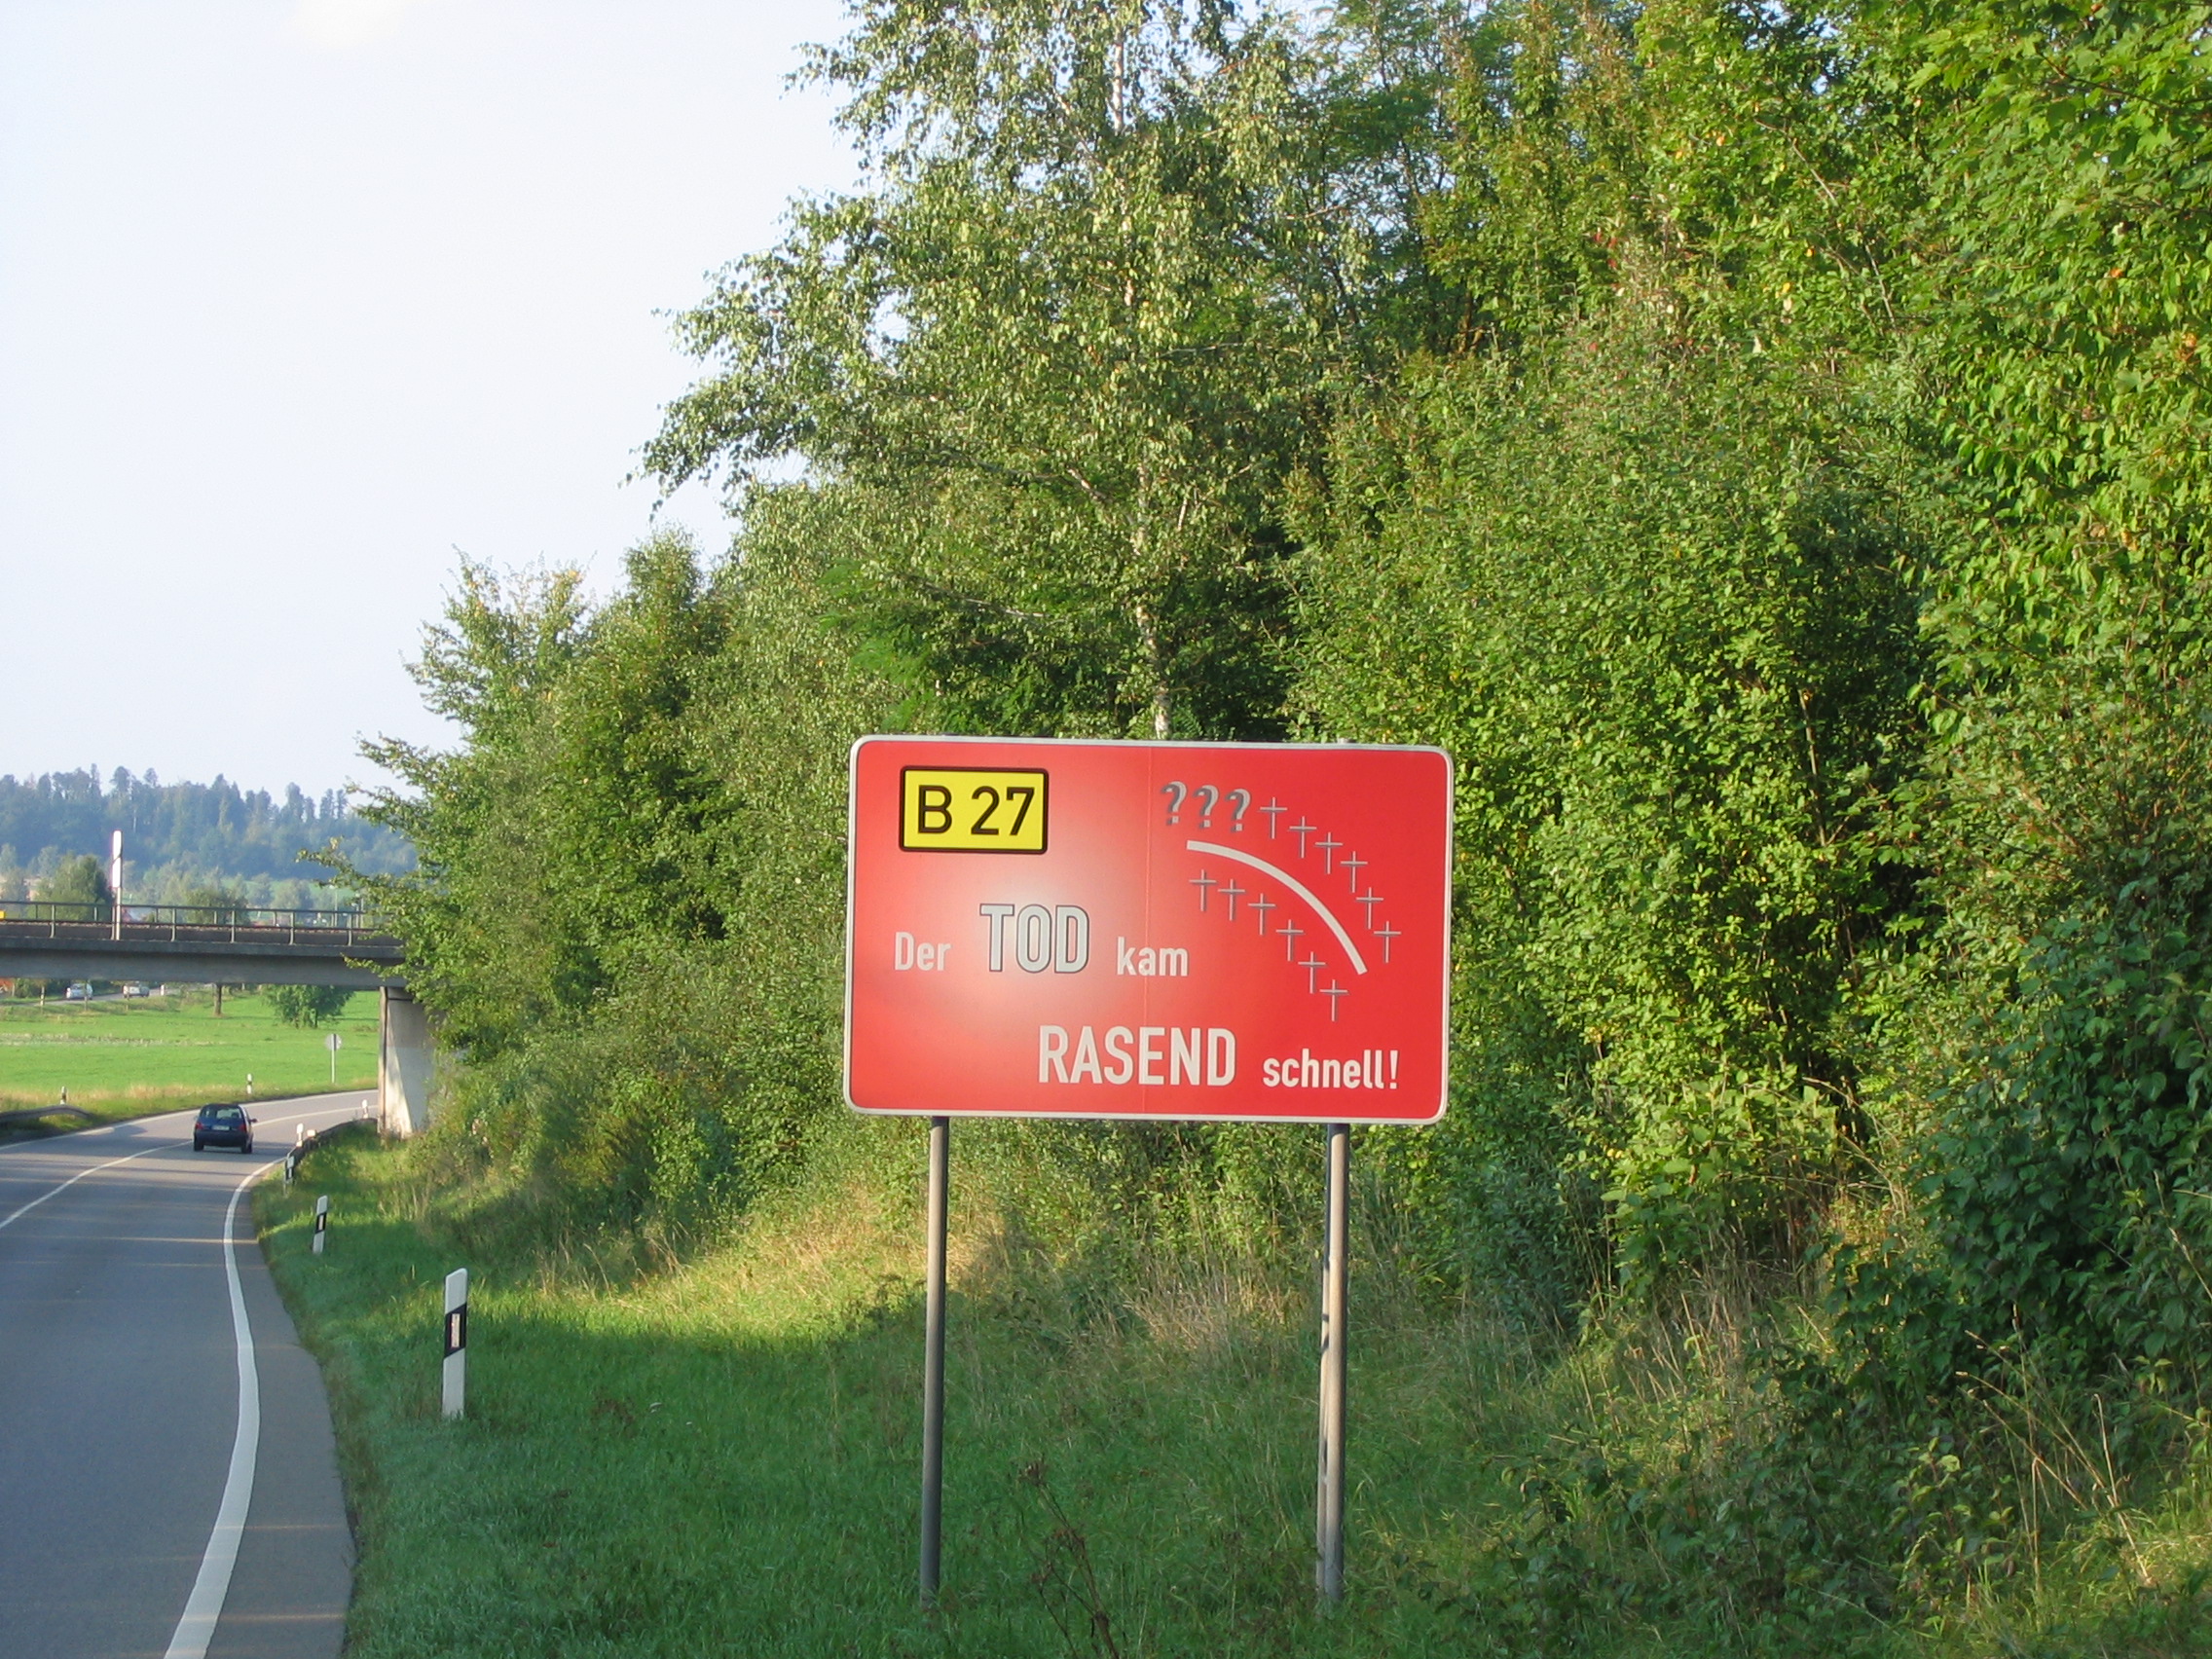 B 27
???
Der TOD kam
RASEND schnell!